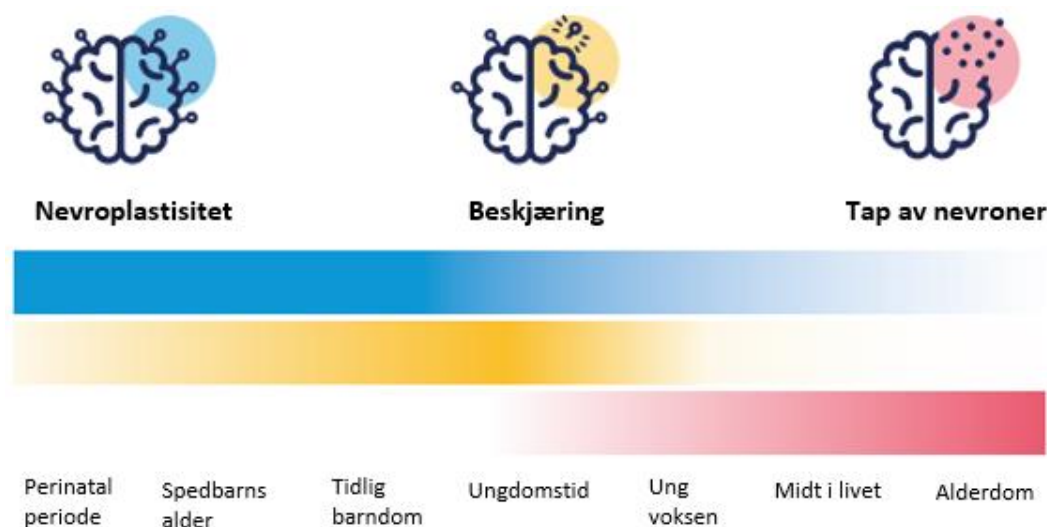 Nevroplastisitet
Beskjæring
Tap av nevroner
Perinatal
periode
Spedbarns
alder
Tidlig
barndom
Ungdomstid
Ung
voksen
Midt i livet
Alderdom